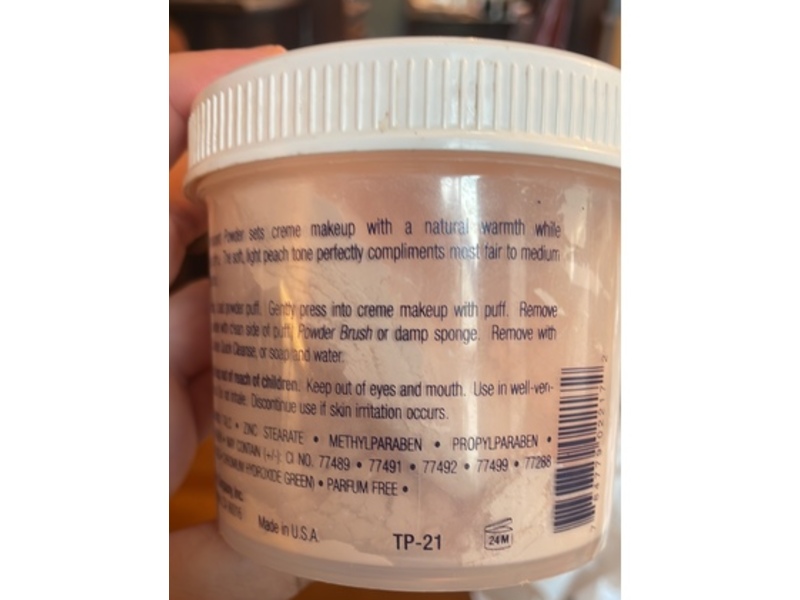 Powder sets creme makeup with a natural warmth while
The soft, light peach tone perfectly compliments most fair to medium
powder puff. Gently press into creme makeup with puff. Remove
with clean side of puff, Powder Brush or damp sponge. Remove with
Cleanse, or soap and water.
out of reach of children. Keep out of eyes and mouth. Use in well-ven-
not inhale. Discontinue use if skin irritation occurs.
• ZINC STEARATE • METHYLPARABEN • PROPYLPARABEN •
MAY CONTAIN (+/-): CI NO. 77489 • 77491 • 77492 • 77499 • 77288
HYDROXIDE GREEN) • PARFUM FREE •
Inc.
Made in U.S.A.
TP-21
24M